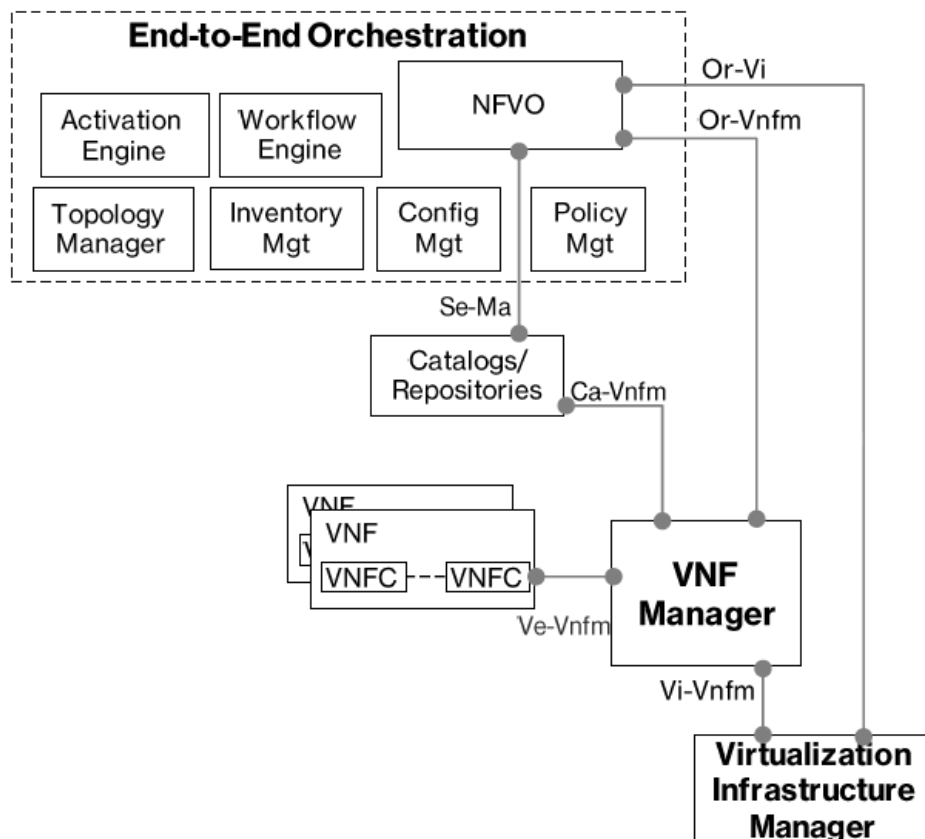 End-to-End Orchestration
NFVO
Or-Vi
Or-Vnfm
Activation
Engine
Workflow
Engine
Topology
Manager
Inventory
Mgt
Config
Mgt
Policy
Mgt
Se-Ma
Catalogs/
Repositories
Ca-Vnfm
VNF
VNF
VNFC
VNFC
Ve-Vnfm
VNF
Manager
Vi-Vnfm
Virtualization
Infrastructure
Manager